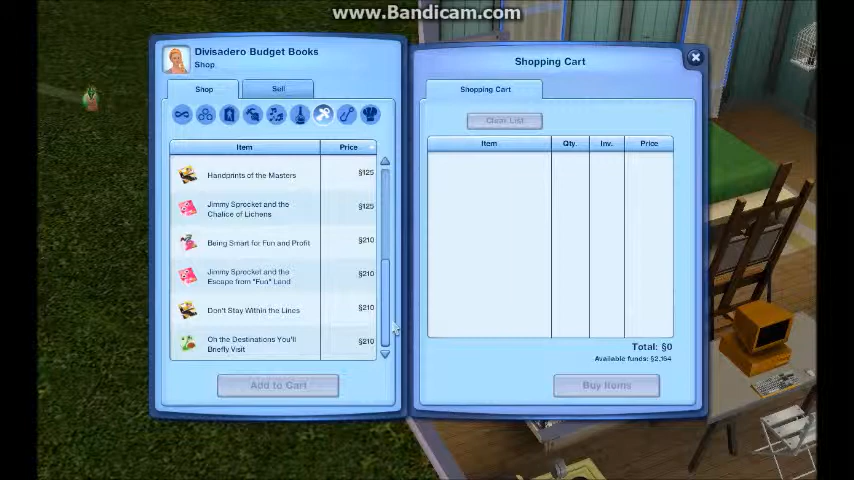 www.Bandicam.com
Divisadero Budget Books
Shop
Shop
Sell
Item
Price
Handprints of the Masters
§125
Jimmy Sprocket and the
Chalice of Lichens
§125
Being Smart for Fun and Profit
§210
Jimmy Sprocket and the
Escape from "Fun" Land
§210
Don't Stay Within the Lines
§210
Oh the Destinations You'll
Briefly Visit
§210
Add to Cart
Shopping Cart
Shopping Cart
Clear List
Item
Qty.
Inv.
Price
Total: §0
Available funds: §2,164
Buy Items